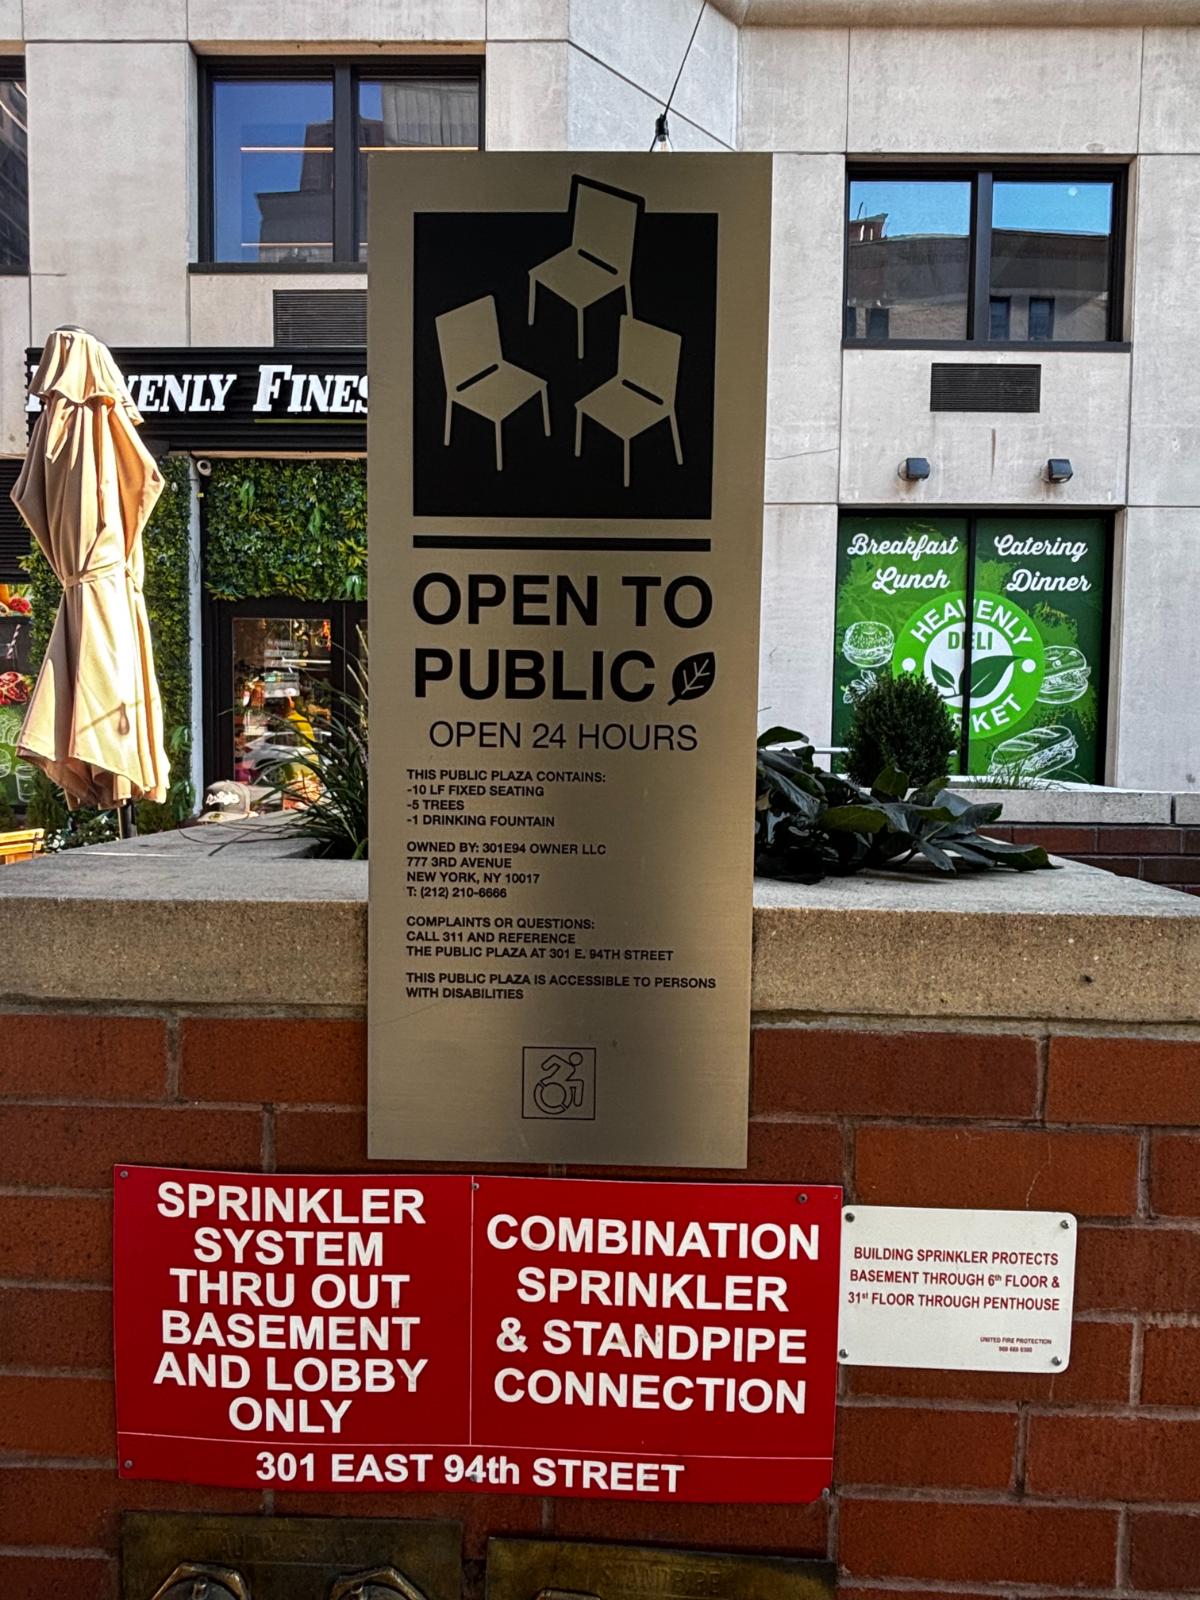 HEAVENLY FINES
Breakfast
Lunch
Catering
Dinner
HEAVENLY
DELI
KET
OPEN TO
PUBLIC
OPEN 24 HOURS
THIS PUBLIC PLAZA CONTAINS:
-10 LF FIXED SEATING
-5 TREES
-1 DRINKING FOUNTAIN
OWNED BY: 301E94 OWNER LLC
777 3RD AVENUE
NEW YORK, NY 10017
T: (212) 210-6666
COMPLAINTS OR QUESTIONS:
CALL 311 AND REFERENCE
THE PUBLIC PLAZA AT 301 E. 94TH STREET
THIS PUBLIC PLAZA IS ACCESSIBLE TO PERSONS
WITH DISABILITIES
SPRINKLER
SYSTEM
THRU OUT
BASEMENT
AND LOBBY
ONLY
COMBINATION
SPRINKLER
& STANDPIPE
CONNECTION
301 EAST 94th STREET
BUILDING SPRINKLER PROTECTS
BASEMENT THROUGH 6th FLOOR &
31st FLOOR THROUGH PENTHOUSE
UNITED FIRE PROTECTION
STANDPIPE